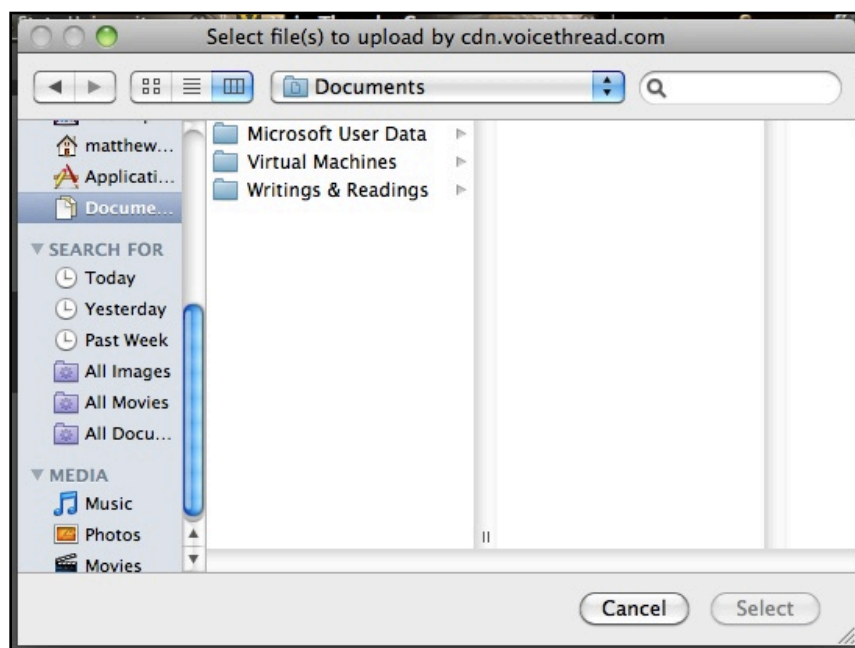 Select file(s) to upload by cdn.voicethread.com
Documents
matthew...
Applicati...
Docume...
SEARCH FOR
Today
Yesterday
Past Week
All Images
All Movies
All Docu...
MEDIA
Music
Photos
Movies
Microsoft User Data
Virtual Machines
Writings & Readings
Cancel
Select